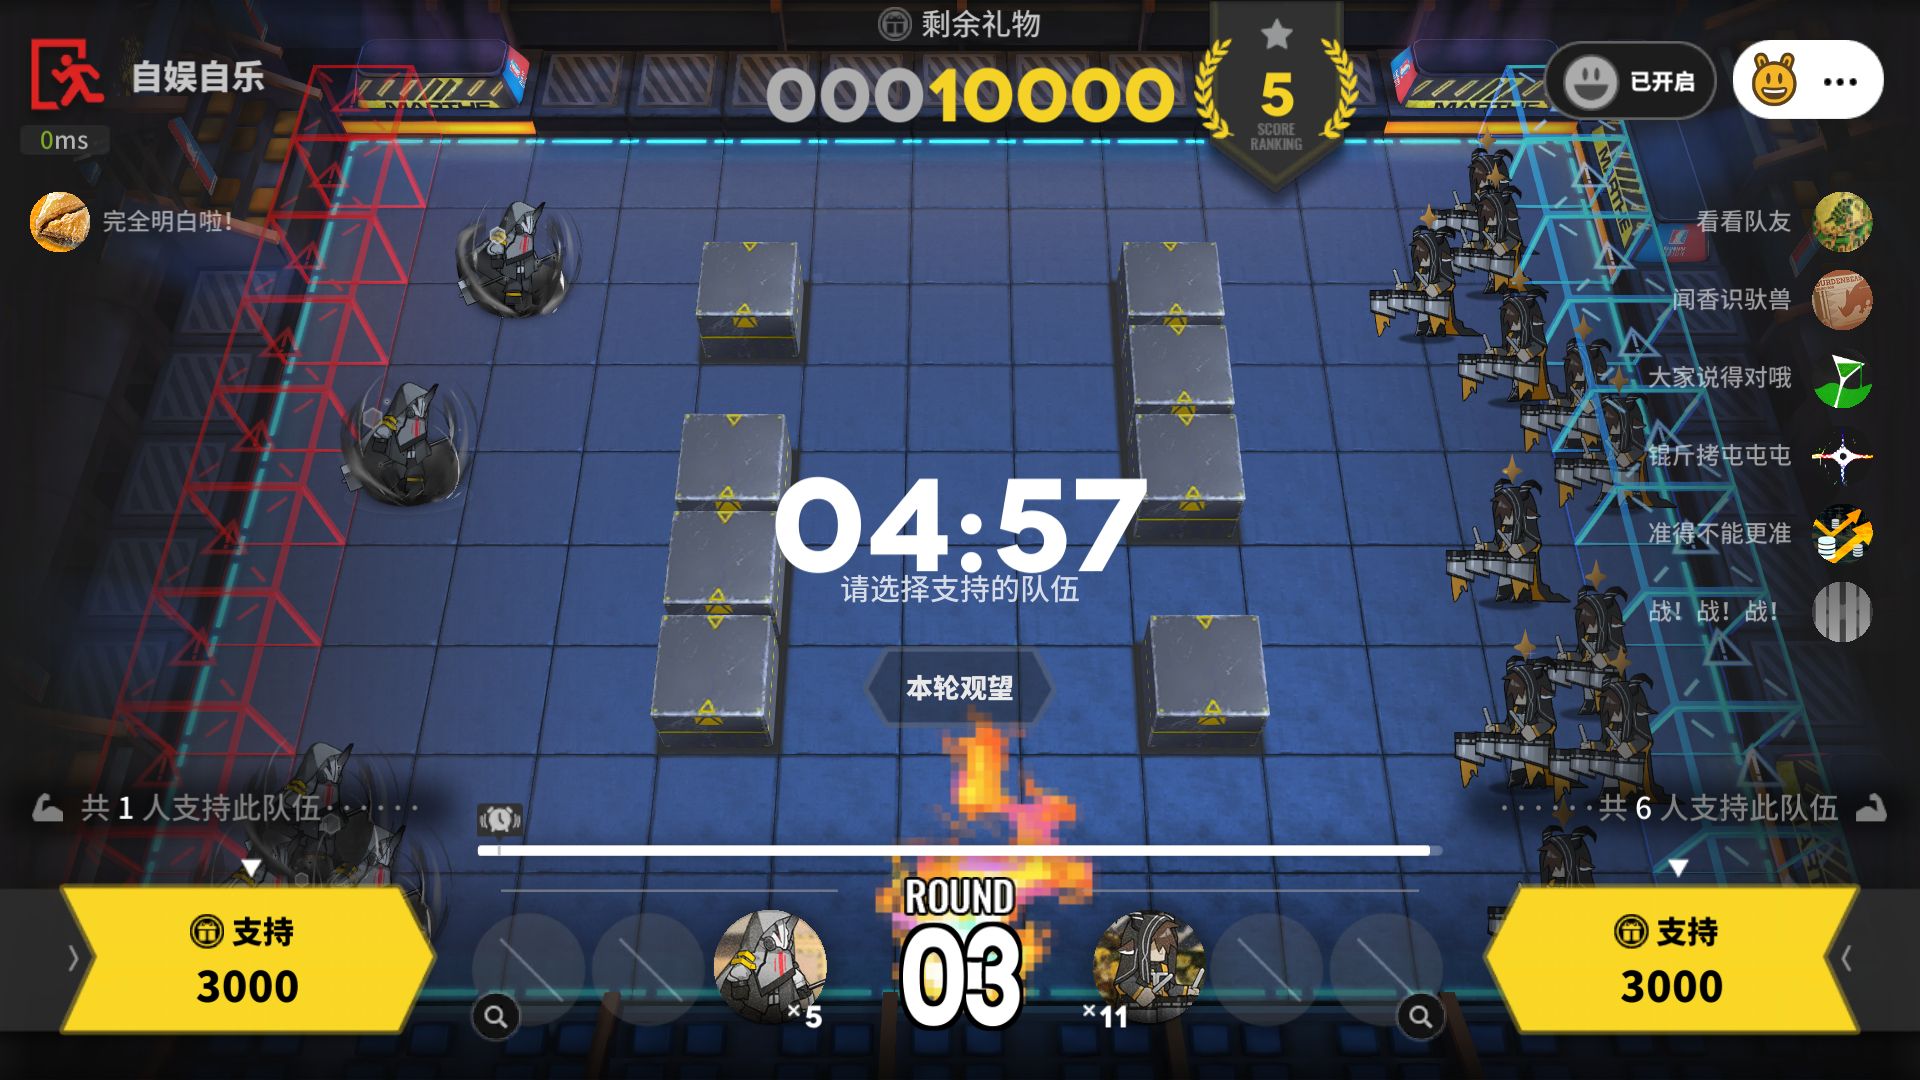 剩余礼物
自娱自乐
00010000
5
SCORE
RANKING
已开启
0ms
完全明白啦!
看看队友
闻香识驮兽
大家说得对哦
锟斤拷屯屯屯
准得不能更准
战!战!战!
04:57
请选择支持的队伍
本轮观望
共 1 人支持此队伍······
······共 6 人支持此队伍
支持
3000
×5
ROUND
03
×11
支持
3000